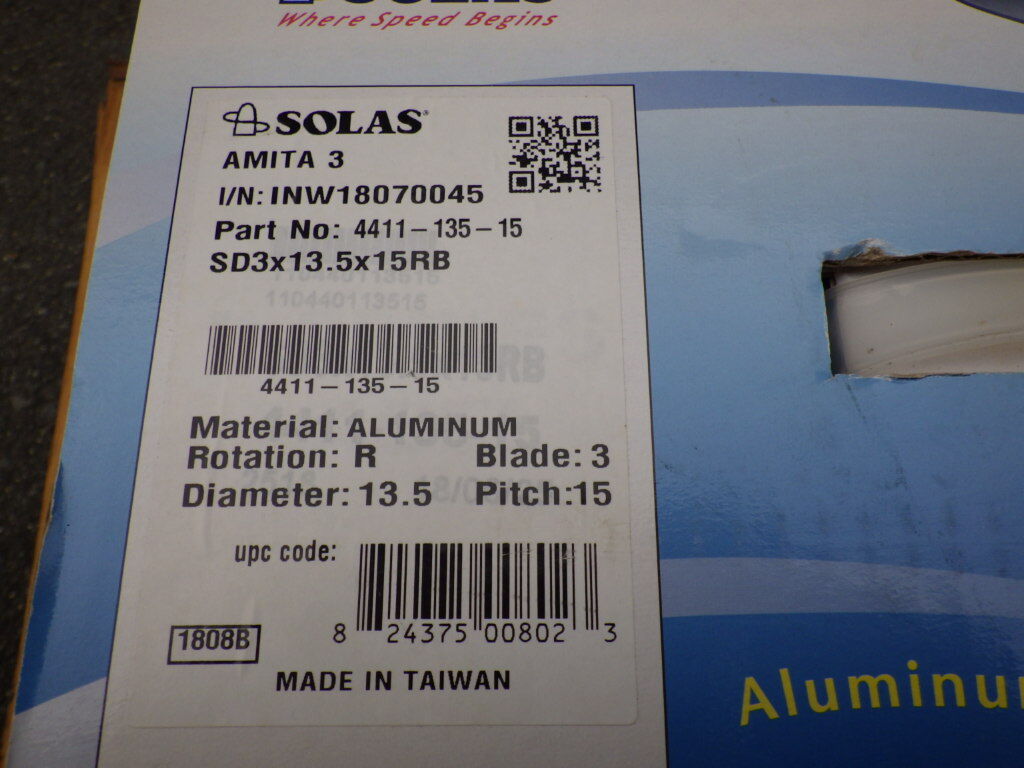 Where Speed Begins
SOLAS®
AMITA 3
I/N: INW18070045
Part No: 4411-135-15
SD3x13.5x15RB
110440113515
110440113515
4411-135-15
Material: ALUMINUM
Rotation: R Blade: 3
Diameter: 13.5 Pitch:15
upc code:
8 24375 00802 3
1808B
MADE IN TAIWAN
Aluminu